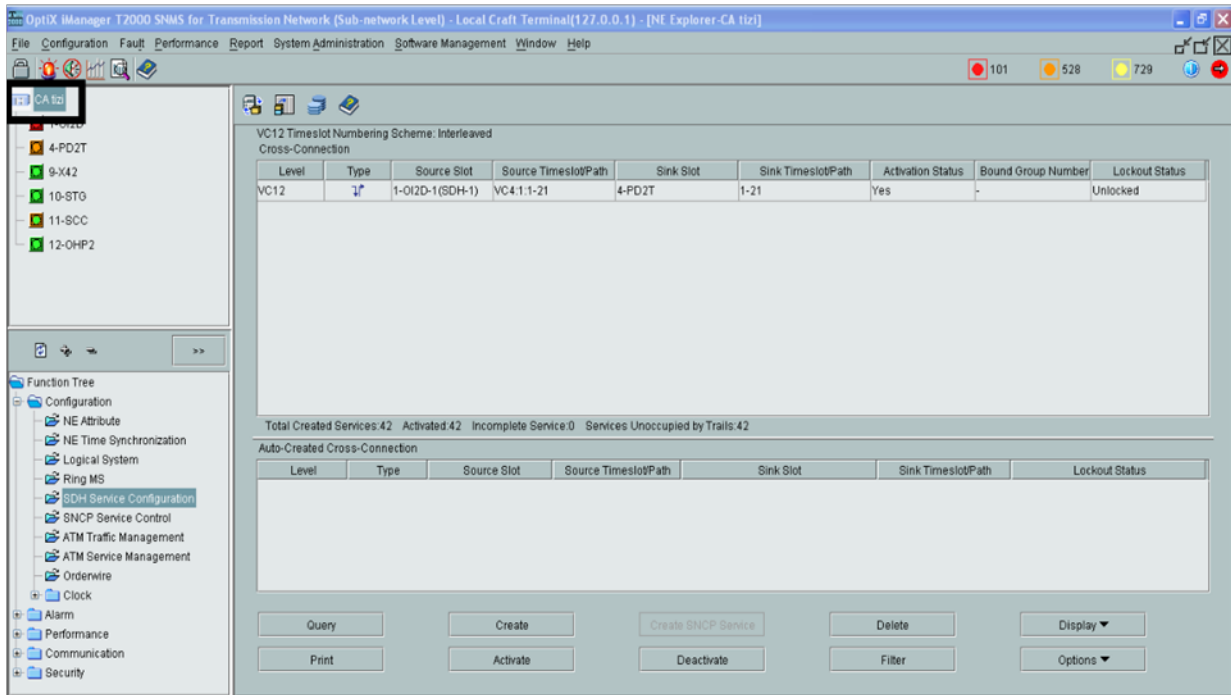 OptiX iManager T2000 SNMS for Transmission Network (Sub-network Level) - Local Craft Terminal(127.0.0.1) - [NE Explorer-CA tizi]
File Configuration Fault Performance Report System Administration Software Management Window Help
101 528 729
CA tizi
1-OI2D
4-PD2T
9-X42
10-STG
11-SCC
12-OHP2
>>
Function Tree
Configuration
NE Attribute
NE Time Synchronization
Logical System
Ring MS
SDH Service Configuration
SNCP Service Control
ATM Traffic Management
ATM Service Management
Orderwire
Clock
Alarm
Performance
Communication
Security
VC12 Timeslot Numbering Scheme: Interleaved
Cross-Connection
Level Type Source Slot Source Timeslot/Path Sink Slot Sink Timeslot/Path Activation Status Bound Group Number Lockout Status
VC12 1-OI2D-1(SDH-1) VC4:1:1-21 4-PD2T 1-21 Yes - Unlocked
Total Created Services:42 Activated:42 Incomplete Service:0 Services Unoccupied by Trails:42
Auto-Created Cross-Connection
Level Type Source Slot Source Timeslot/Path Sink Slot Sink Timeslot/Path Lockout Status
Query Create Create SNCP Service Delete Display
Print Activate Deactivate Filter Options